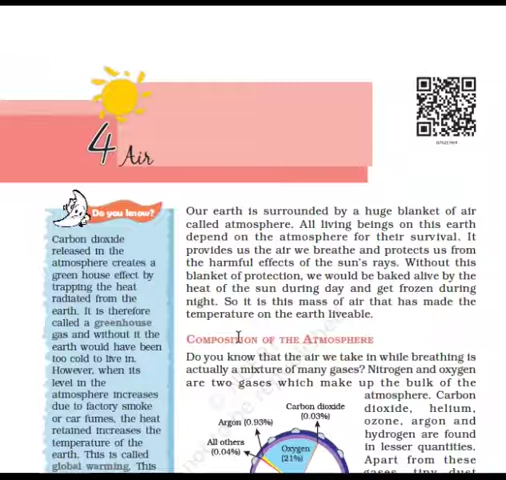 4 Air
Do you know?
Carbon dioxide
released in the
atmosphere creates a
green house effect by
trapping the heat
radiated from the
earth. It is therefore
called a greenhouse
gas and without it the
earth would have been
too cold to live in.
However, when its
level in the
atmosphere increases
due to factory smoke
or car fumes, the heat
retained increases the
temperature of the
earth. This is called
global warming. This
Our earth is surrounded by a huge blanket of air
called atmosphere. All living beings on this earth
depend on the atmosphere for their survival. It
provides us the air we breathe and protects us from
the harmful effects of the sun's rays. Without this
blanket of protection, we would be baked alive by the
heat of the sun during day and get frozen during
night. So it is this mass of air that has made the
temperature on the earth liveable.
COMPOSITION OF THE ATMOSPHERE
Do you know that the air we take in while breathing is
actually a mixture of many gases? Nitrogen and oxygen
are two gases which make up the bulk of the
atmosphere. Carbon
dioxide, helium,
ozone, argon and
hydrogen are found
in lesser quantities.
Apart from these
gases, tiny dust
Carbon dioxide
(0.03%)
Argon (0.93%)
All others
(0.04%)
Oxygen
(21%)